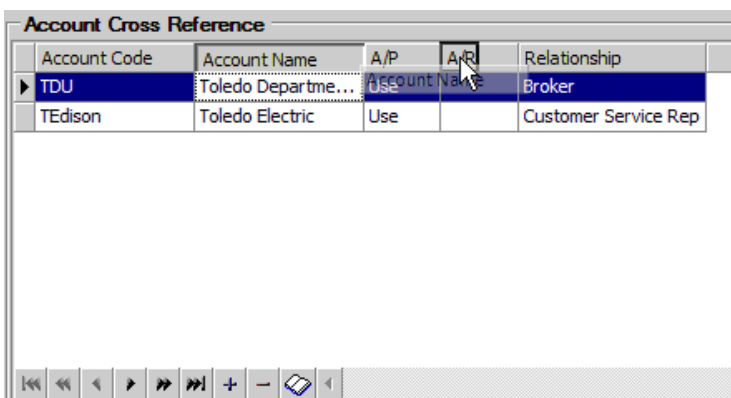 Account Cross Reference
Account Code Account Name A/P A/R Relationship
Account Name
TDU Toledo Departme... Use Broker
TEdison Toledo Electric Use Customer Service Rep